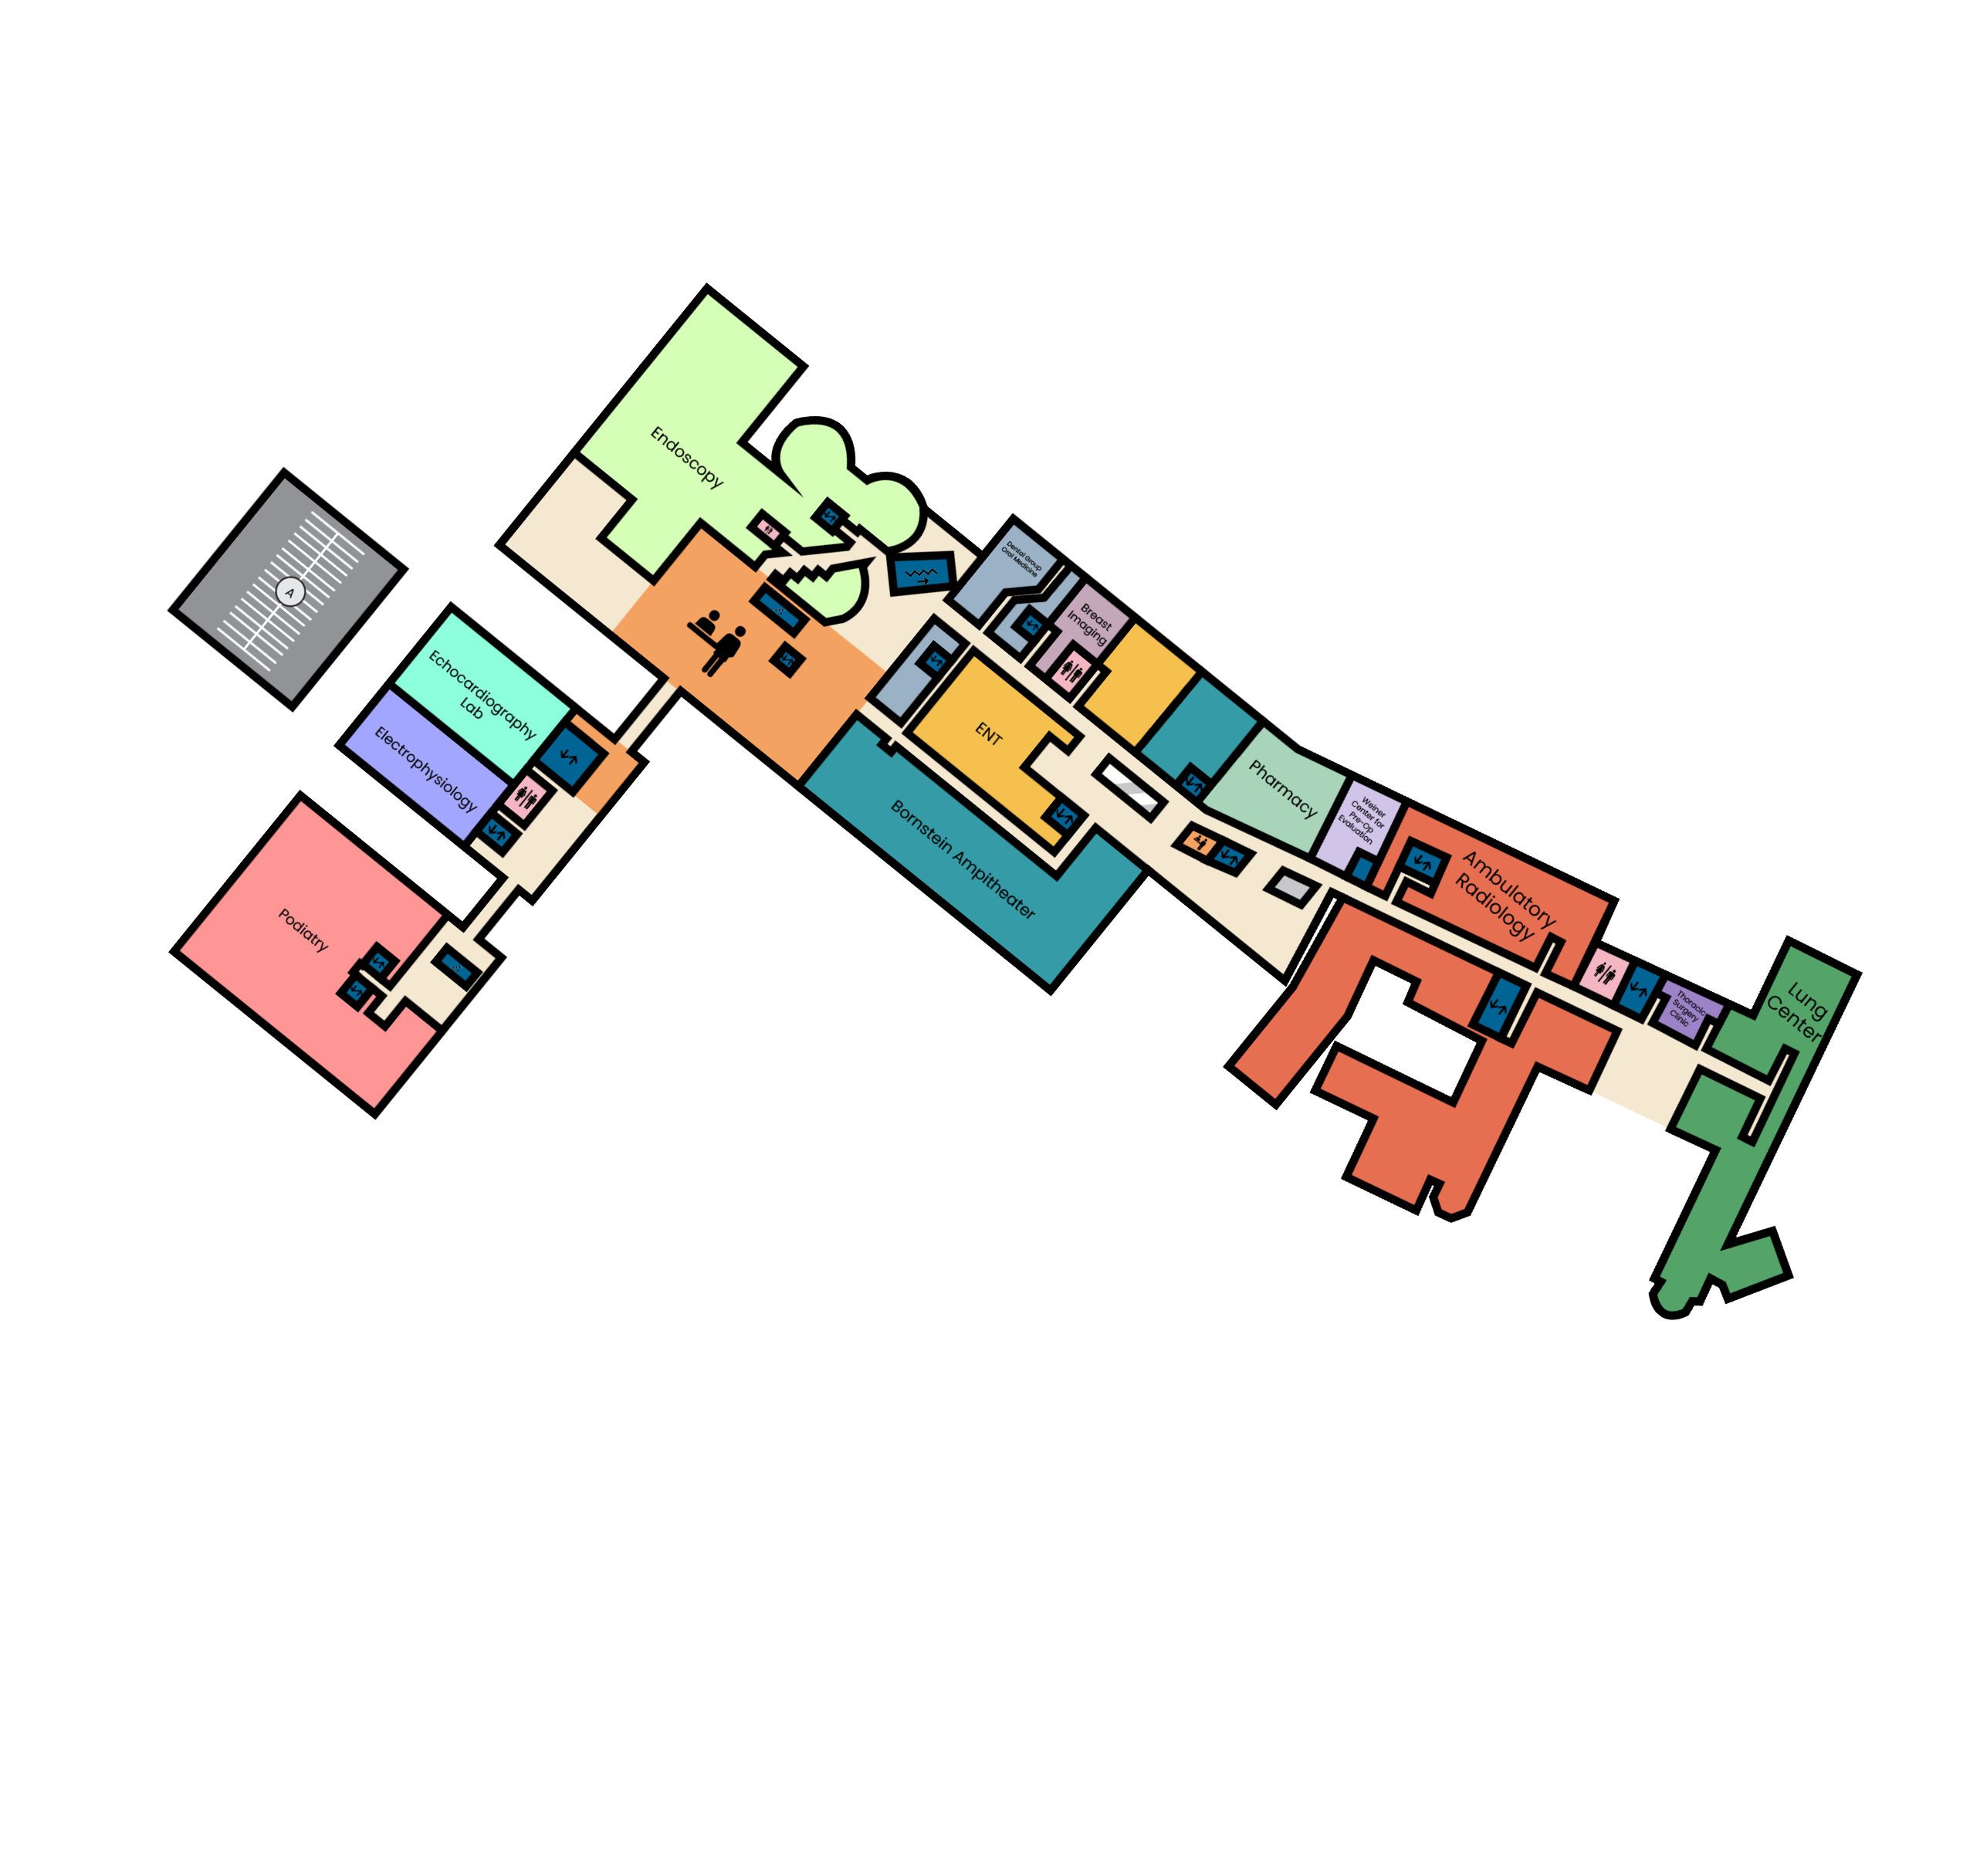 Endoscopy
Dental Group
Oral Medicine
A
Breast
Imaging
Echocardiography
Lab
ENT
Electrophysiology
Pharmacy
Weiner
Center for
Pre-Op
Evaluation
Bornstein Ampitheater
Ambulatory
Radiology
Podiatry
Thoracic
Surgery
Clinic
Lung
Center